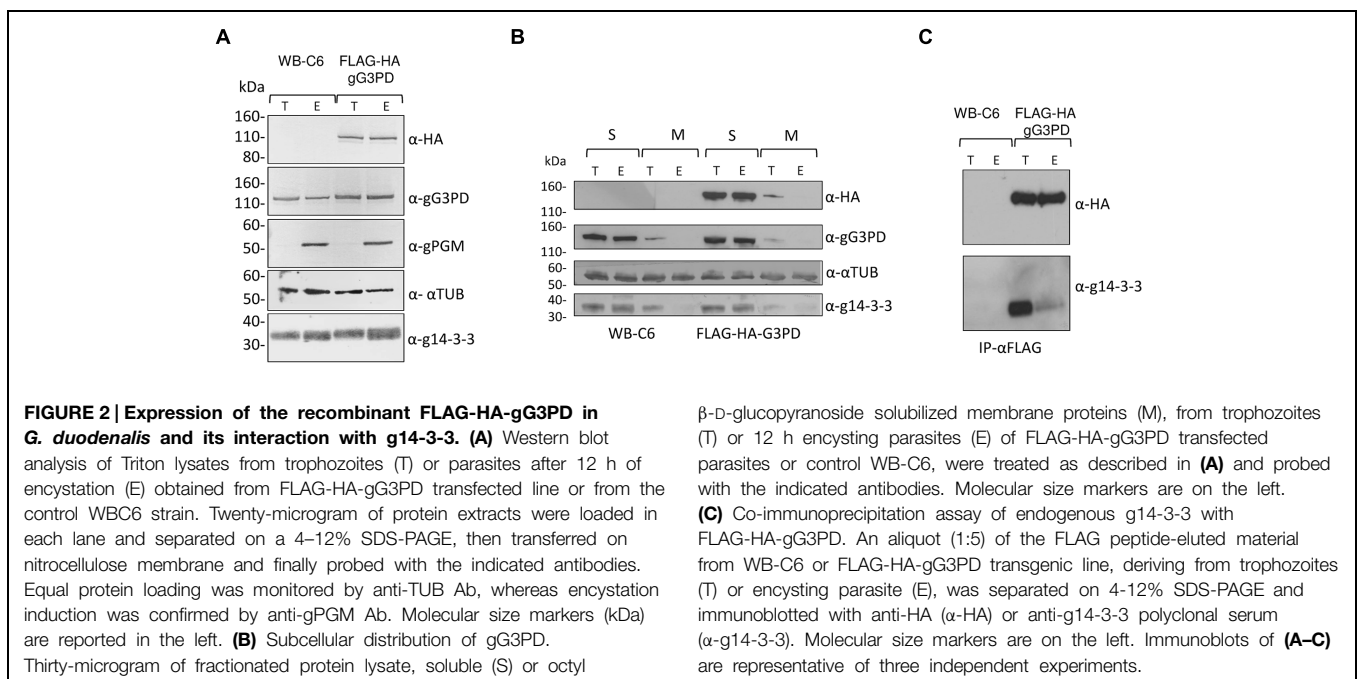 A
WB-C6 FLAG-HA
gG3PD
kDa
T E T E
160-
110-
80-
α-HA
160-
110-
α-gG3PD
60-
50-
α-gPGM
60-
50-
α- αTUB
40-
30-
α-g14-3-3
B
S M S M
kDa
T E T E T E T E
160-
110-
α-HA
160-
110-
α-gG3PD
60-
50-
α-αTUB
40-
30-
α-g14-3-3
WB-C6 FLAG-HA-G3PD
C
WB-C6 FLAG-HA
gG3PD
T E T E
α-HA
α-g14-3-3
IP-αFLAG
FIGURE 2 | Expression of the recombinant FLAG-HA-gG3PD in
G. duodenalis and its interaction with g14-3-3. (A) Western blot
analysis of Triton lysates from trophozoites (T) or parasites after 12 h of
encystation (E) obtained from FLAG-HA-gG3PD transfected line or from the
control WBC6 strain. Twenty-microgram of protein extracts were loaded in
each lane and separated on a 4–12% SDS-PAGE, then transferred on
nitrocellulose membrane and finally probed with the indicated antibodies.
Equal protein loading was monitored by anti-TUB Ab, whereas encystation
induction was confirmed by anti-gPGM Ab. Molecular size markers (kDa)
are reported in the left. (B) Subcellular distribution of gG3PD.
Thirty-microgram of fractionated protein lysate, soluble (S) or octyl
β-D-glucopyranoside solubilized membrane proteins (M), from trophozoites
(T) or 12 h encysting parasites (E) of FLAG-HA-gG3PD transfected
parasites or control WB-C6, were treated as described in (A) and probed
with the indicated antibodies. Molecular size markers are on the left.
(C) Co-immunoprecipitation assay of endogenous g14-3-3 with
FLAG-HA-gG3PD. An aliquot (1:5) of the FLAG peptide-eluted material
from WB-C6 or FLAG-HA-gG3PD transgenic line, deriving from trophozoites
(T) or encysting parasite (E), was separated on 4-12% SDS-PAGE and
immunoblotted with anti-HA (α-HA) or anti-g14-3-3 polyclonal serum
(α-g14-3-3). Molecular size markers are on the left. Immunoblots of (A–C)
are representative of three independent experiments.